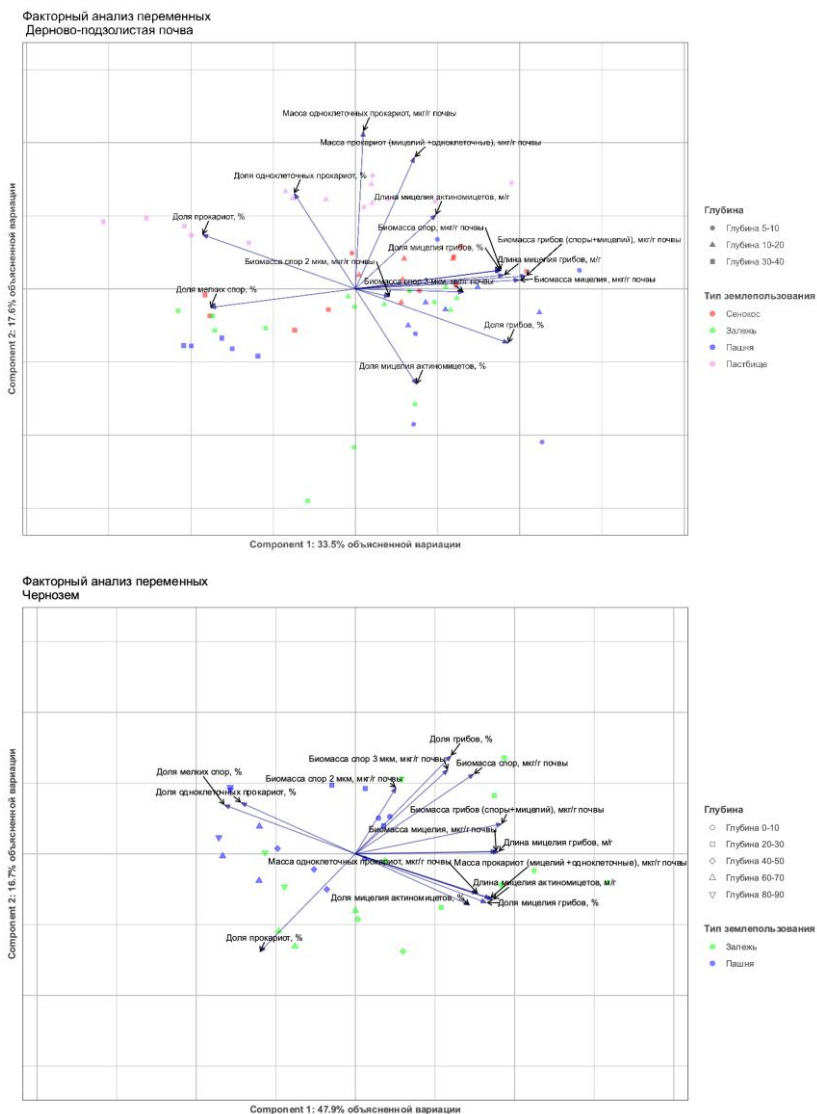 Факторный анализ переменных
Дерново-подзолистая почва
Масса одноклеточных прокариот, мкг/г почвы
Масса прокариот (мицелий +одноклеточные), мкг/г почвы
Доля одноклеточных прокариот, %
Длина мицелия актиномицетов, м/г
Доля прокариот, %
Биомасса спор, мкг/г почвы
Биомасса грибов (споры+мицелий), мкг/г почвы
Доля мицелия грибов, %
Биомасса спор 2 мкм, мкг/г почвы
Длина мицелия грибов, м/г
Биомасса спор 3 мкм, мкг/г почвы
Биомасса мицелия, мкг/г почвы
Доля мелких спор, %
Доля грибов, %
Доля мицелия актиномицетов, %
Component 2: 17.6% объясненной вариации
Component 1: 33.5% объясненной вариации
Глубина
Глубина 5-10
Глубина 10-20
Глубина 30-40
Тип землепользования
Сенокос
Залежь
Пашня
Пастбище
Факторный анализ переменных
Чернозем
Доля грибов, %
Биомасса спор 3 мкм, мкг/г почвы
Биомасса спор, мкг/г почвы
Доля мелких спор, %
Биомасса спор 2 мкм, мкг/г почвы
Доля одноклеточных прокариот, %
Биомасса грибов (споры+мицелий), мкг/г почвы
Биомасса мицелия, мкг/г почвы
Длина мицелия грибов, м/г
Масса одноклеточных прокариот, мкг/г почвы
Масса прокариот (мицелий +одноклеточные), мкг/г почвы
Длина мицелия актиномицетов, м/г
Доля мицелия актиномицетов, %
Доля мицелия грибов, %
Доля прокариот, %
Component 2: 16.7% объясненной вариации
Component 1: 47.9% объясненной вариации
Глубина
Глубина 0-10
Глубина 20-30
Глубина 40-50
Глубина 60-70
Глубина 80-90
Тип землепользования
Залежь
Пашня